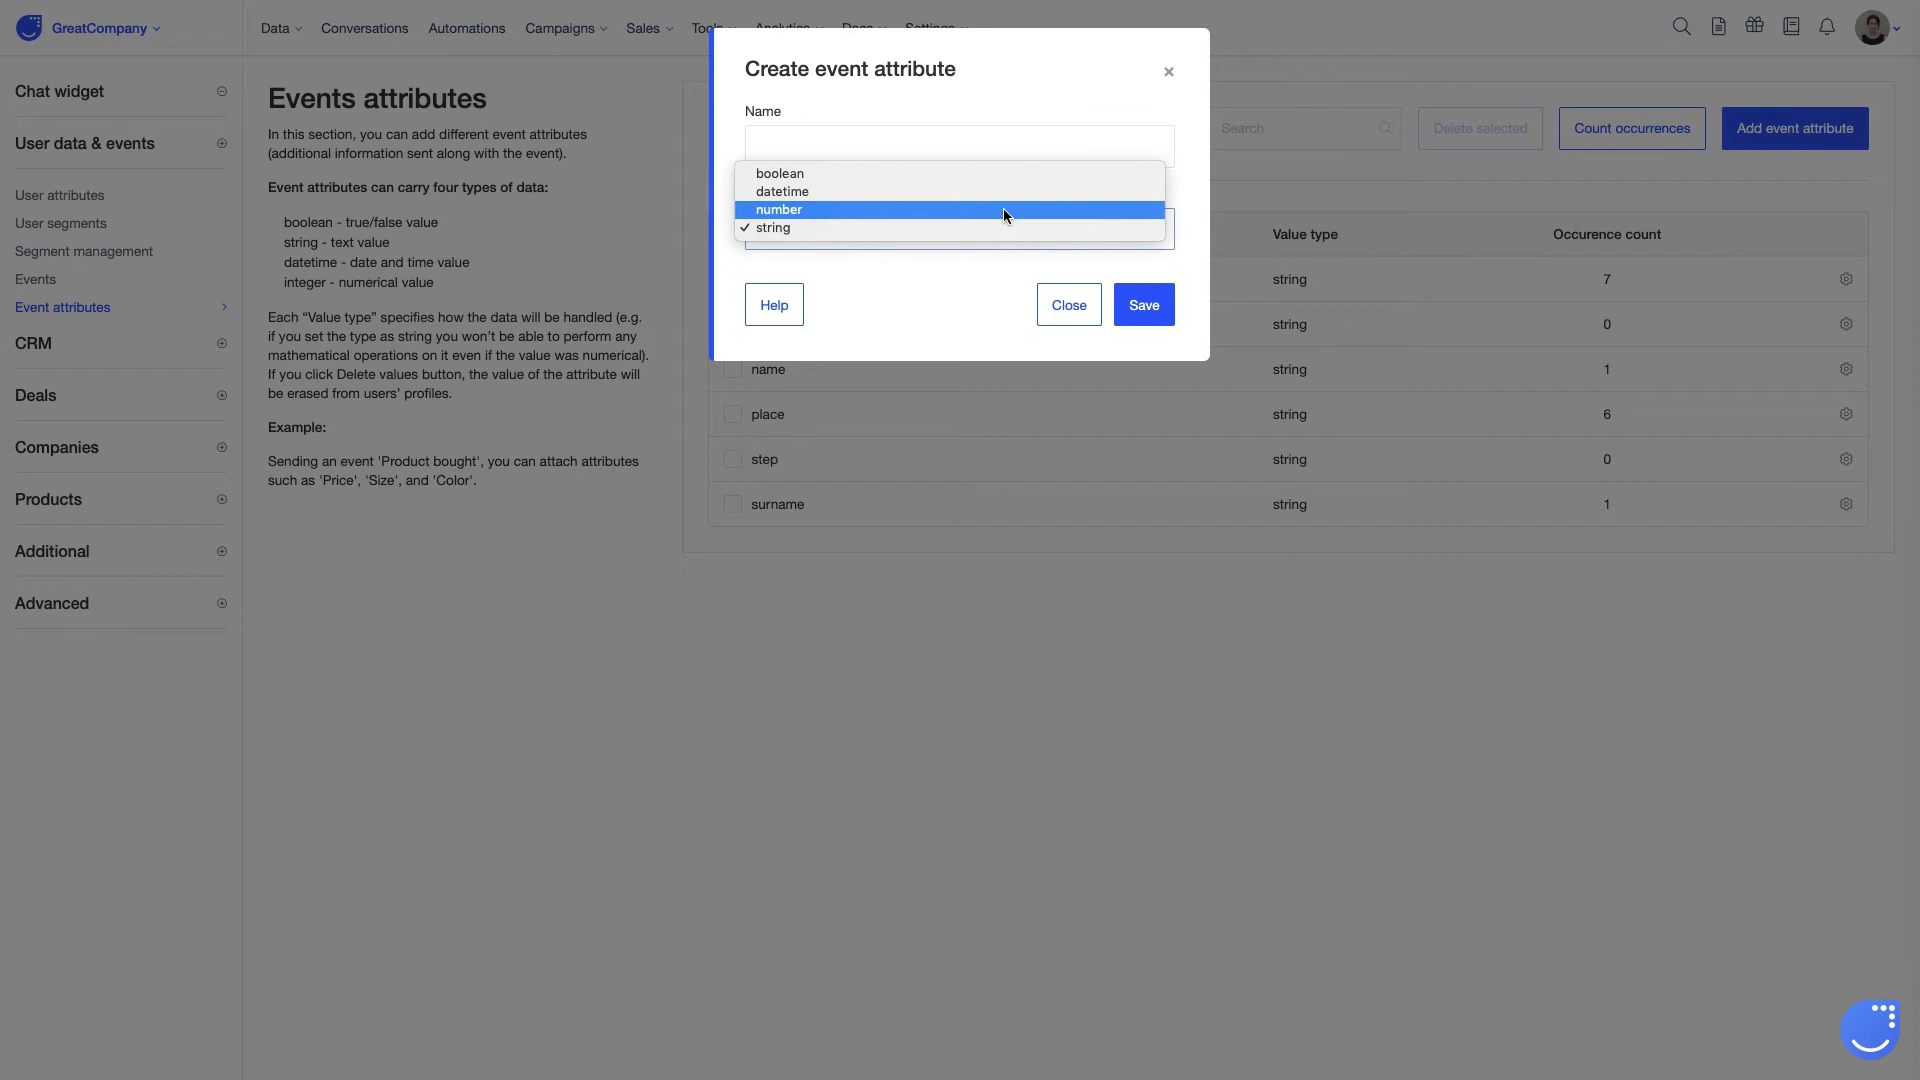 GreatCompany
Data
Conversations
Automations
Campaigns
Sales
Tools
Analytics
Docs
Settings
Chat widget
User data & events
User attributes
User segments
Segment management
Events
Event attributes
CRM
Deals
Companies
Products
Additional
Advanced
Events attributes
In this section, you can add different event attributes
(additional information sent along with the event).
Event attributes can carry four types of data:
boolean - true/false value
string - text value
datetime - date and time value
integer - numerical value
Each “Value type” specifies how the data will be handled (e.g.
if you set the type as string you won’t be able to perform any
mathematical operations on it even if the value was numerical).
If you click Delete values button, the value of the attribute will
be erased from users’ profiles.
Example:
Sending an event 'Product bought', you can attach attributes
such as 'Price', 'Size', and 'Color'.
Create event attribute
×
Name
boolean
datetime
number
✓ string
Help
Close
Save
Search
Delete selected
Count occurrences
Add event attribute
Value type Occurence count
string 7
string 0
name string 1
place string 6
step string 0
surname string 1